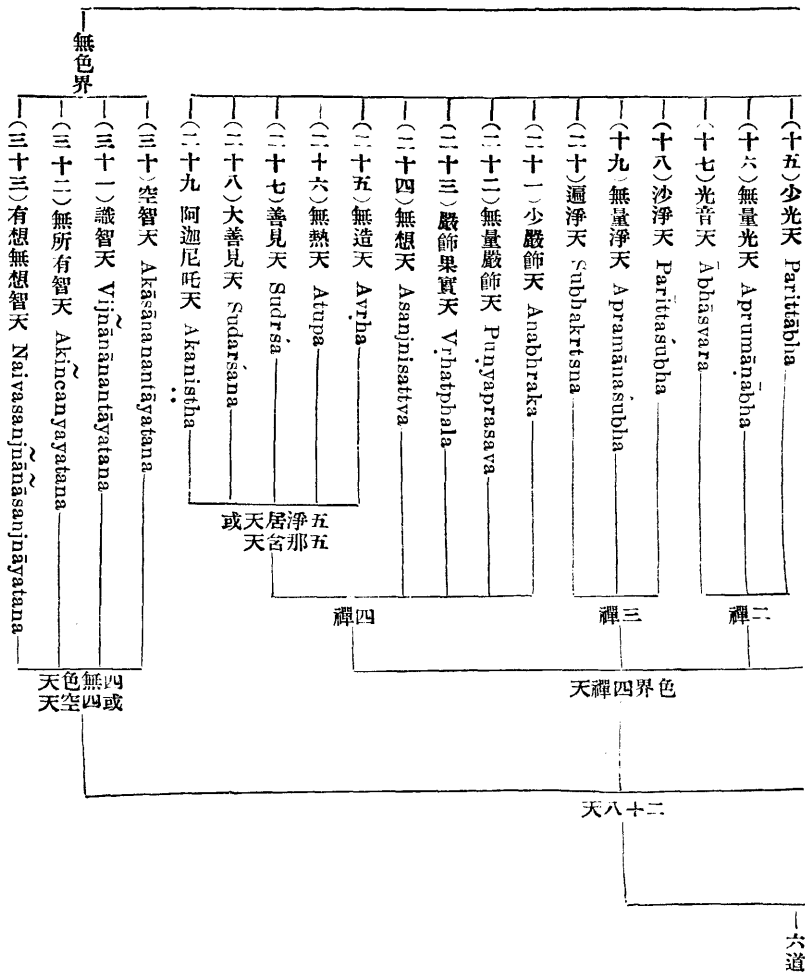 無色界
(十五)少光天 Parittābha
(十六)無量光天 Aprumāṇābha
(十七)光音天 Ābhāsvara
(十八)沙淨天 Parīttaśubha
(十九)無量淨天 Apramānaśubha
(二十)遍淨天 Subhakrtsna
(二十一)少嚴飾天 Anabhraka
(二十二)無量嚴飾天 Puṇyaprasava
(二十三)嚴飾果實天 Vṛhatphala
(二十四)無想天 Asanjnisattva
(二十五)無造天 Avṛha
(二十六)無熱天 Atupa
(二十七)善見天 Sudrśa
(二十八)大善見天 Sudarśana
(二十九 阿迦尼吒天 Akaniṣṭha
(三十)空智天 Akāsānanantāyatana
(三十一)識智天 Vijñānānantāyatana
(三十二)無所有智天 Akiñcanyayatana
(三十三)有想無想智天 Naivasanjñānāsanjnāyatana
五淨居天或
五那含天
二禪
三禪
四禪
色界四禪天
四無色天
或四空天
二十八天
六道